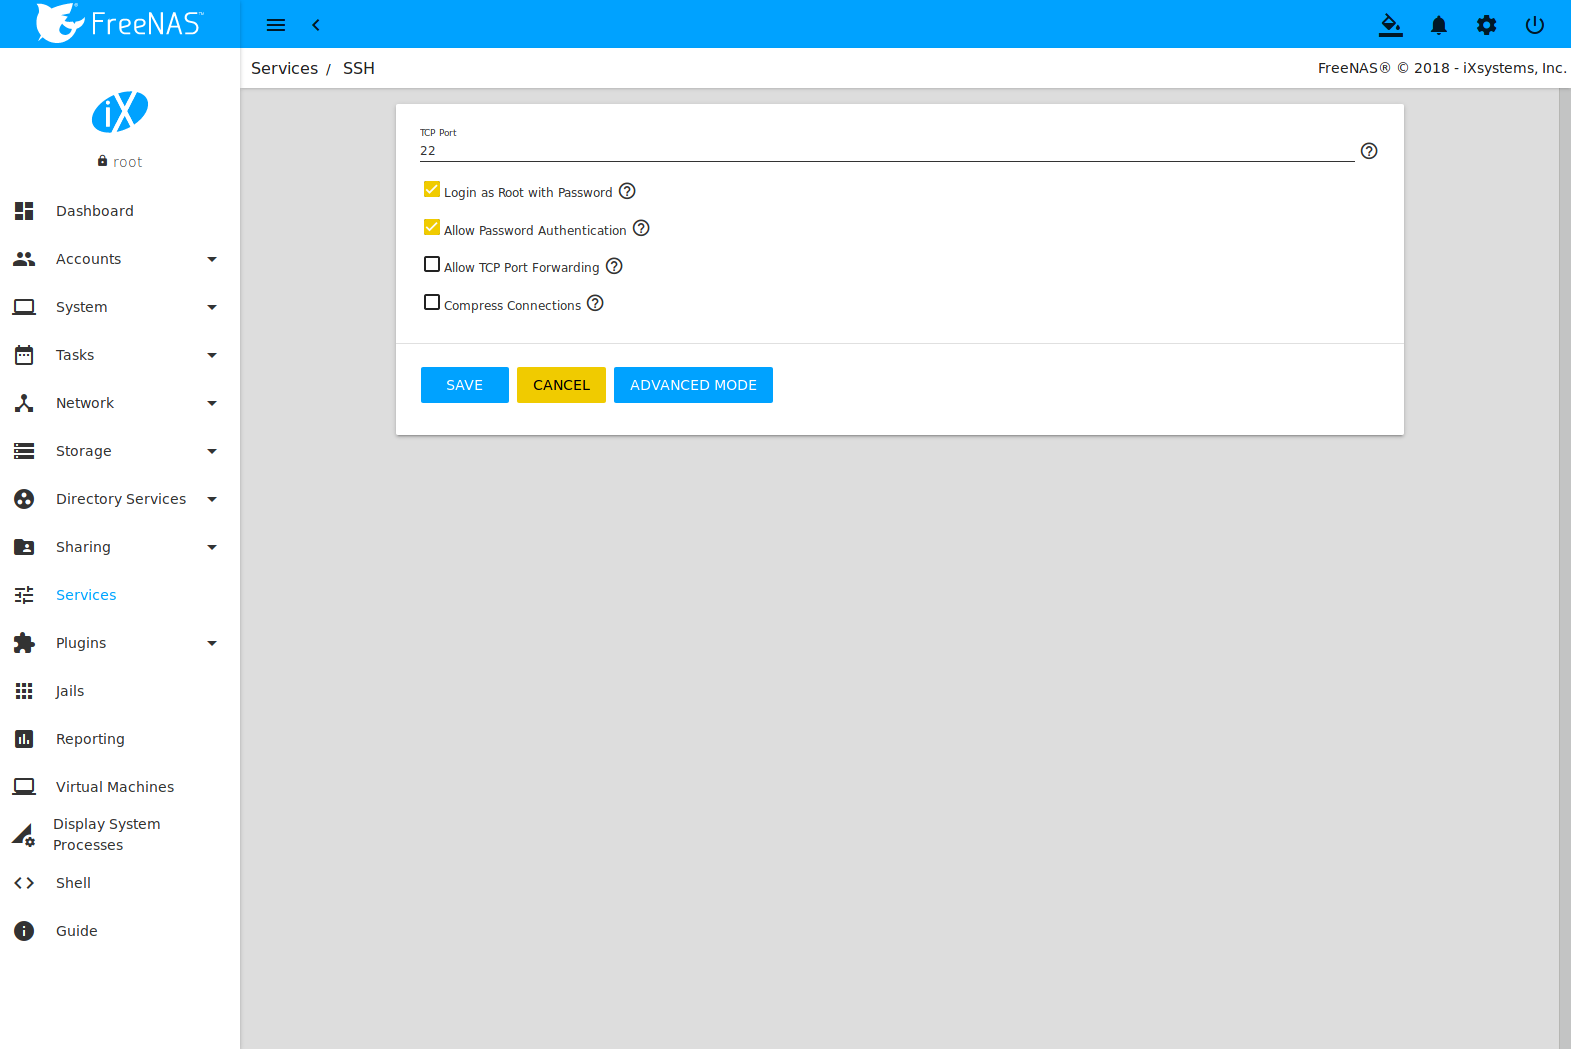 FreeNAS™
Services / SSH
FreeNAS® © 2018 - iXsystems, Inc.
iX
root
Dashboard
Accounts
System
Tasks
Network
Storage
Directory Services
Sharing
Services
Plugins
Jails
Reporting
Virtual Machines
Display System
Processes
Shell
Guide
TCP Port
22
Login as Root with Password
Allow Password Authentication
Allow TCP Port Forwarding
Compress Connections
SAVE
CANCEL
ADVANCED MODE